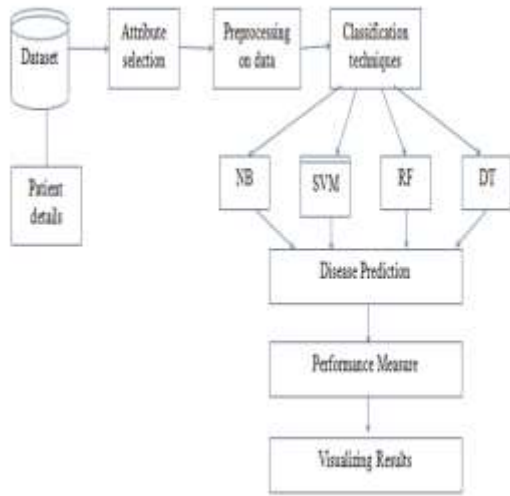 Dataset
Attribute
selection
Preprocessing
on data
Classification
techniques
Patient
details
NB
SVM
RF
DT
Disease Prediction
Performance Measure
Visualizing Results